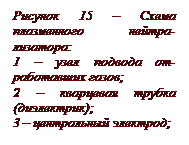 Рисунок 15 – Схема
плазменного нейтра-
лизатора:
1 – узел подвода от-
работавших газов;
2 – кварцевая трубка
(диэлектрик);
3 – центральный электрод;